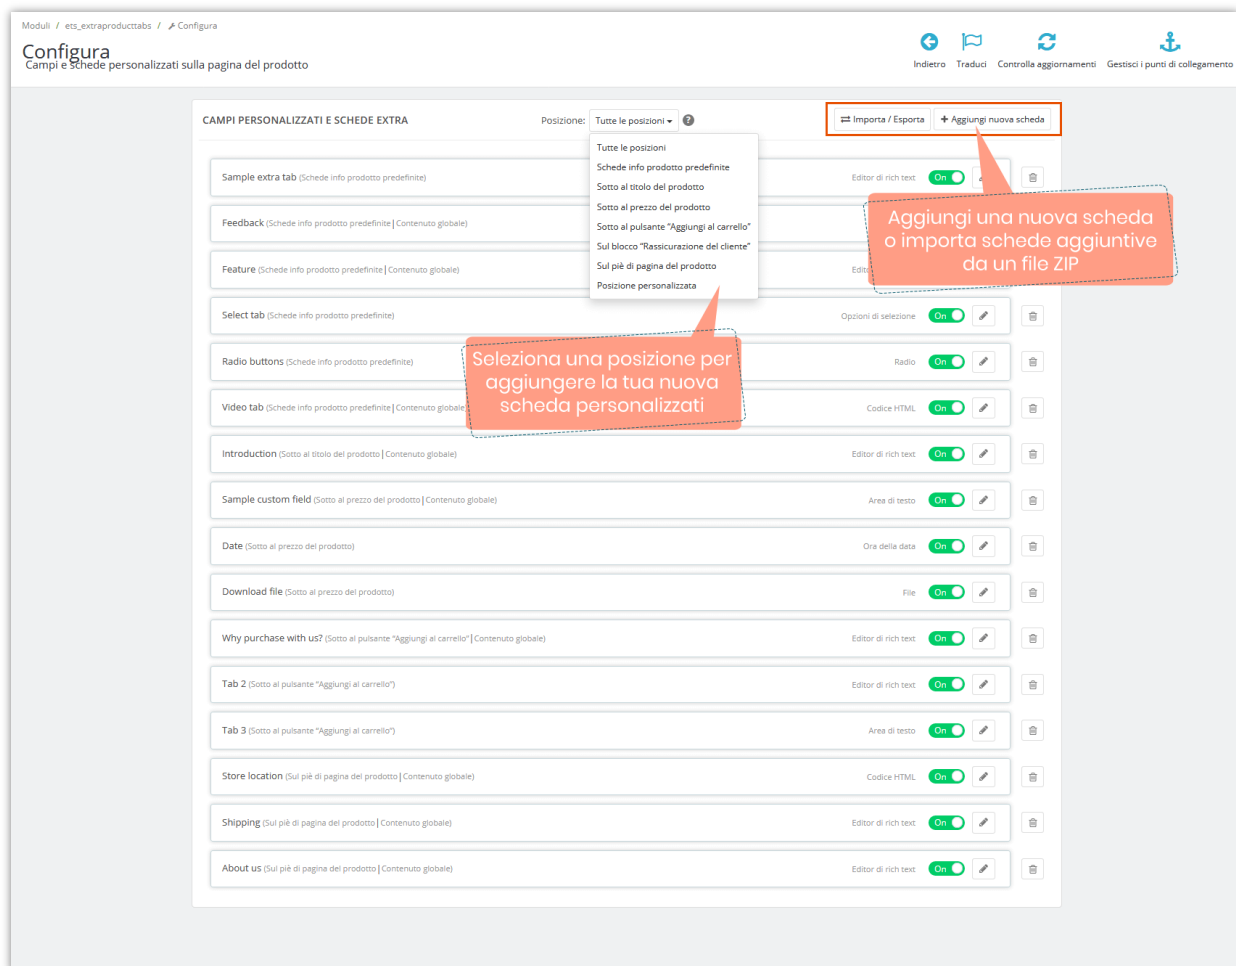 Moduli / ets_extraproducttabs / Configura
Configura
Campi e schede personalizzati sulla pagina del prodotto
Indietro Traduci Controlla aggiornamenti Gestisci i punti di collegamento
CAMPI PERSONALIZZATI E SCHEDE EXTRA Posizione: Tutte le posizioni ? Importa / Esporta + Aggiungi nuova scheda
Tutte le posizioni
Schede info prodotto predefinite
Sotto al titolo del prodotto
Sotto al prezzo del prodotto
Sotto al pulsante “Aggiungi al carrello”
Sul blocco “Rassicurazione del cliente”
Sul piè di pagina del prodotto
Posizione personalizzata
Aggiungi una nuova scheda
o importa schede aggiuntive
da un file ZIP
Seleziona una posizione per
aggiungere la tua nuova
scheda personalizzati
Sample extra tab (Schede info prodotto predefinite) Editor di rich text On
Feedback (Schede info prodotto predefinite|Contenuto globale)
Feature (Schede info prodotto predefinite|Contenuto globale)
Select tab (Schede info prodotto predefinite) Opzioni di selezione On
Radio buttons (Schede info prodotto predefinite) Radio On
Video tab (Schede info prodotto predefinite|Contenuto globale Codice HTML On
Introduction (Sotto al titolo del prodotto|Contenuto globale) Editor di rich text On
Sample custom field (Sotto al prezzo del prodotto|Contenuto globale) Area di testo On
Date (Sotto al prezzo del prodotto) Ora della data On
Download file (Sotto al prezzo del prodotto) File On
Why purchase with us? (Sotto al pulsante “Aggiungi al carrello”|Contenuto globale) Editor di rich text On
Tab 2 (Sotto al pulsante “Aggiungi al carrello”) Editor di rich text On
Tab 3 (Sotto al pulsante “Aggiungi al carrello”) Area di testo On
Store location (Sul piè di pagina del prodotto|Contenuto globale) Codice HTML On
Shipping (Sul piè di pagina del prodotto|Contenuto globale) Editor di rich text On
About us (Sul piè di pagina del prodotto|Contenuto globale) Editor di rich text On